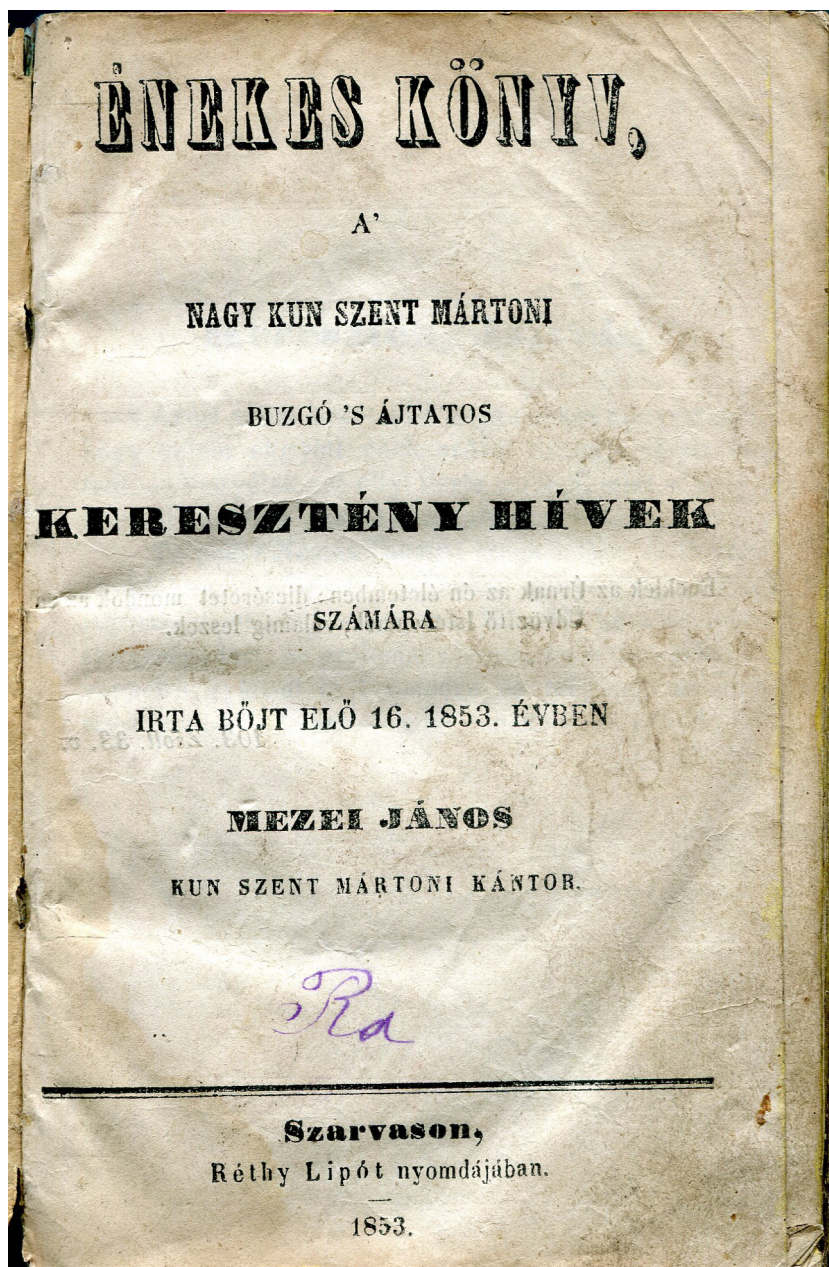 ÉNEKES KÖNYV,
A’
NAGY KUN SZENT MÁRTONI
BUZGÓ ’S ÁJTATOS
KERESZTÉNY HÍVEK
SZÁMÁRA
IRTA BŐJT ELŐ 16. 1853. ÉVBEN
MEZEI JÁNOS
KUN SZENT MÁRTONI KÁNTOR.
Ra
Szarvason,
Réthy Lipót nyomdájában.
1853.